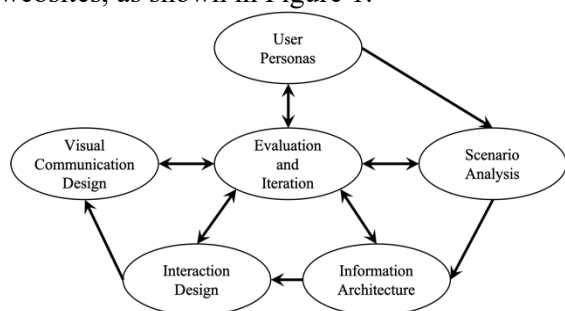 websites, as shown in Figure 1.
User
Personas
Visual
Communication
Design
Evaluation
and
Iteration
Scenario
Analysis
Interaction
Design
Information
Architecture